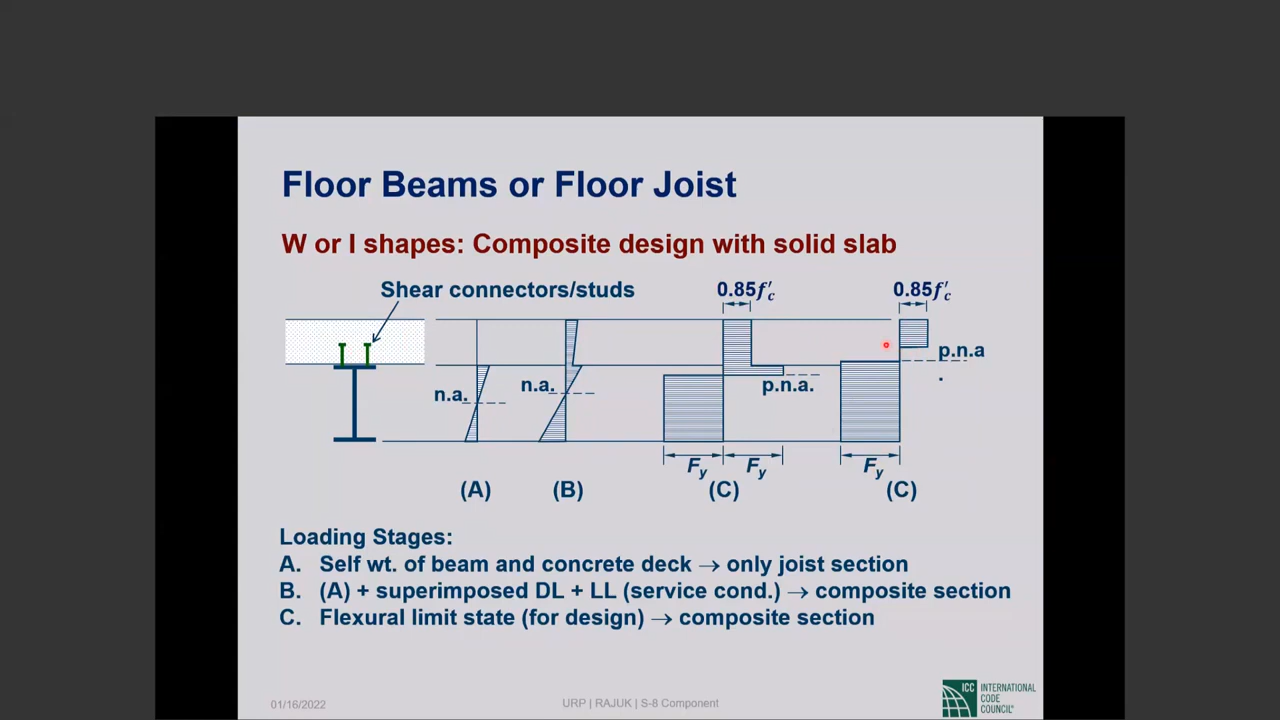 Floor Beams or Floor Joist
W or I shapes: Composite design with solid slab
Shear connectors/studs
0.85f′c
0.85f′c
n.a.
n.a.
p.n.a.
p.n.a
.
Fy
Fy
Fy
(A)
(B)
(C)
(C)
Loading Stages:
A. Self wt. of beam and concrete deck → only joist section
B. (A) + superimposed DL + LL (service cond.) → composite section
C. Flexural limit state (for design) → composite section
01/16/2022
URP | RAJUK | S-8 Component
ICC
INTERNATIONAL
CODE
COUNCIL®